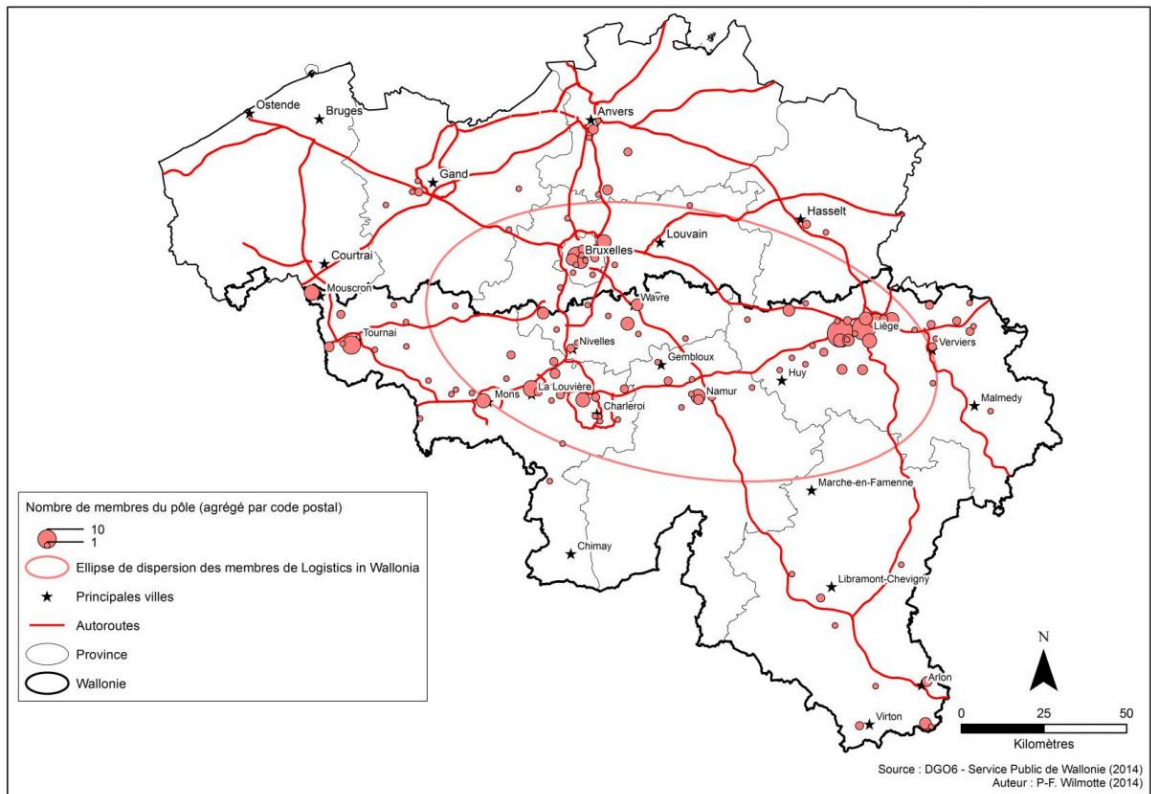 Ostende
Bruges
Anvers
Gand
Hasselt
Louvain
Bruxelles
Courtrai
Mouscron
Wavre
Tournai
Liège
Nivelles
Verviers
Gembloux
Huy
La Louvière
Mons
Namur
Malmedy
Charleroi
Marche-en-Famenne
Chimay
Libramont-Chevigny
Arlon
Virton
Nombre de membres du pôle (agrégé par code postal)
10
1
Ellipse de dispersion des membres de Logistics in Wallonia
Principales villes
Autoroutes
Province
Wallonie
N
0 25 50
Kilomètres
Source : DGO6 - Service Public de Wallonie (2014)
Auteur : P-F. Wilmotte (2014)